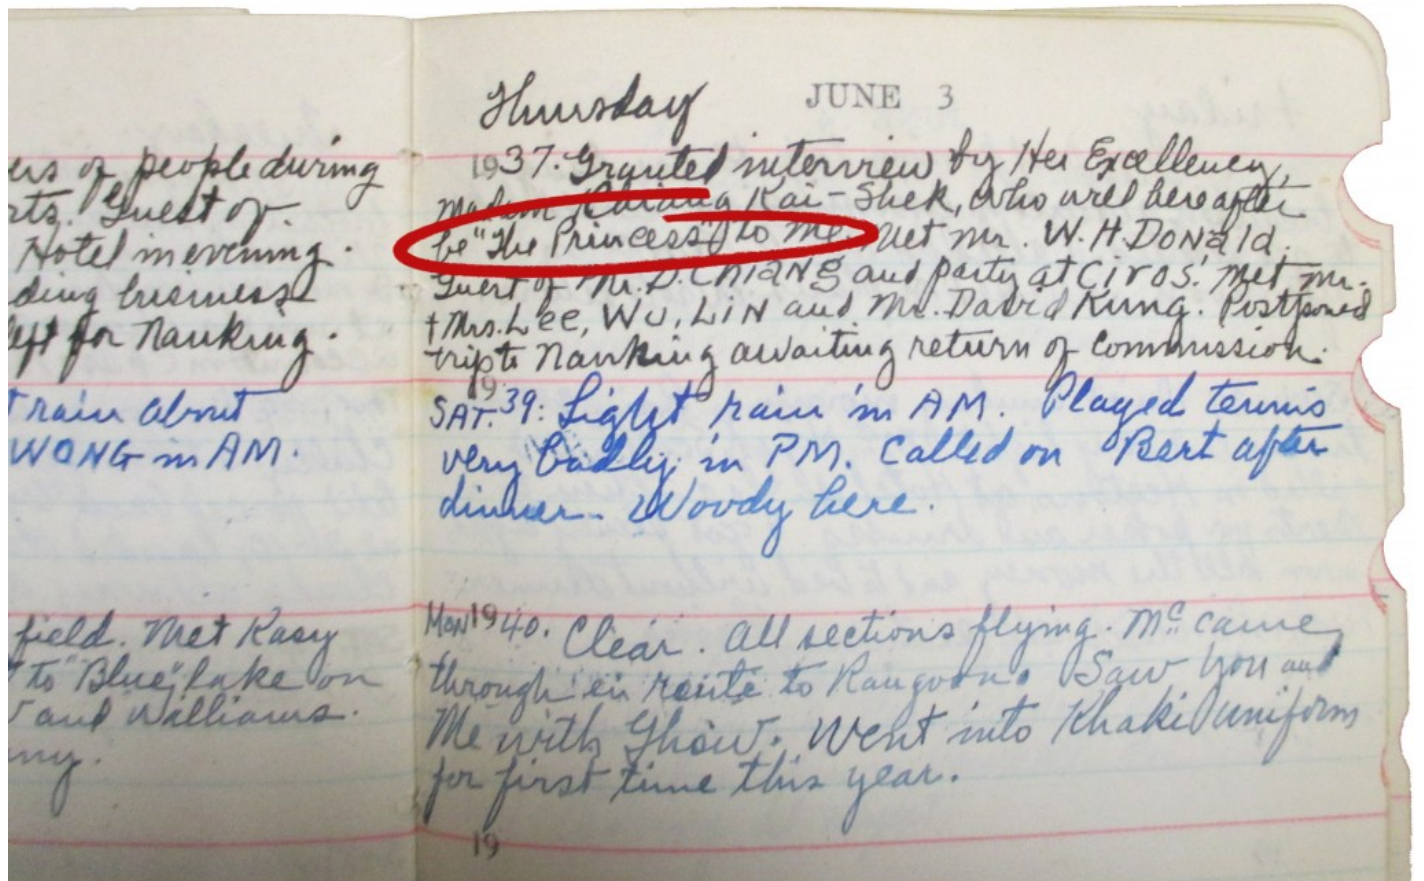 ers of people during
rts. Guest of
Hotel in evening.
ding business
left for Nanking.
t rain about
WONG in AM.
field. Met Kasy
to "Blue" lake on
and Williams.
ny.
Thursday JUNE 3
1937. Granted interview by Her Excellency,
Madam Chiang Kai-Shek, who will hereafter
be "The Princess" to me. Met Mr. W.H. DONALD.
Guest of Mr. D. CHIANG and party at CIROS. Met Mr.
+ Mrs. Lee, WU, LIN and Mr. David Kung. Postponed
trip to Nanking awaiting return of commission.
19
SAT. 39: Light rain in AM. Played tennis
very badly in PM. Called on Bert after
dinner. Woody here.
MON 1940. Clear. All sections flying. Mc came
through en route to Rangoon. Saw You and
Me with Show. Went into Khaki uniform
for first time this year.
19